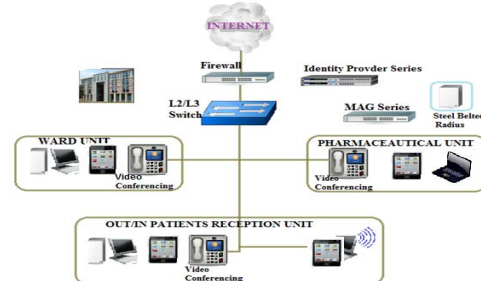 INTERNET
Firewall
Identity Provder Series
L2/L3
Switch
MAG Series
Steel Belted
Radius
WARD UNIT
PHARMACEUTICAL UNIT
Video
Conferencing
Video
Conferencing
OUT/IN PATIENTS RECEPTION UNIT
Video
Conferencing